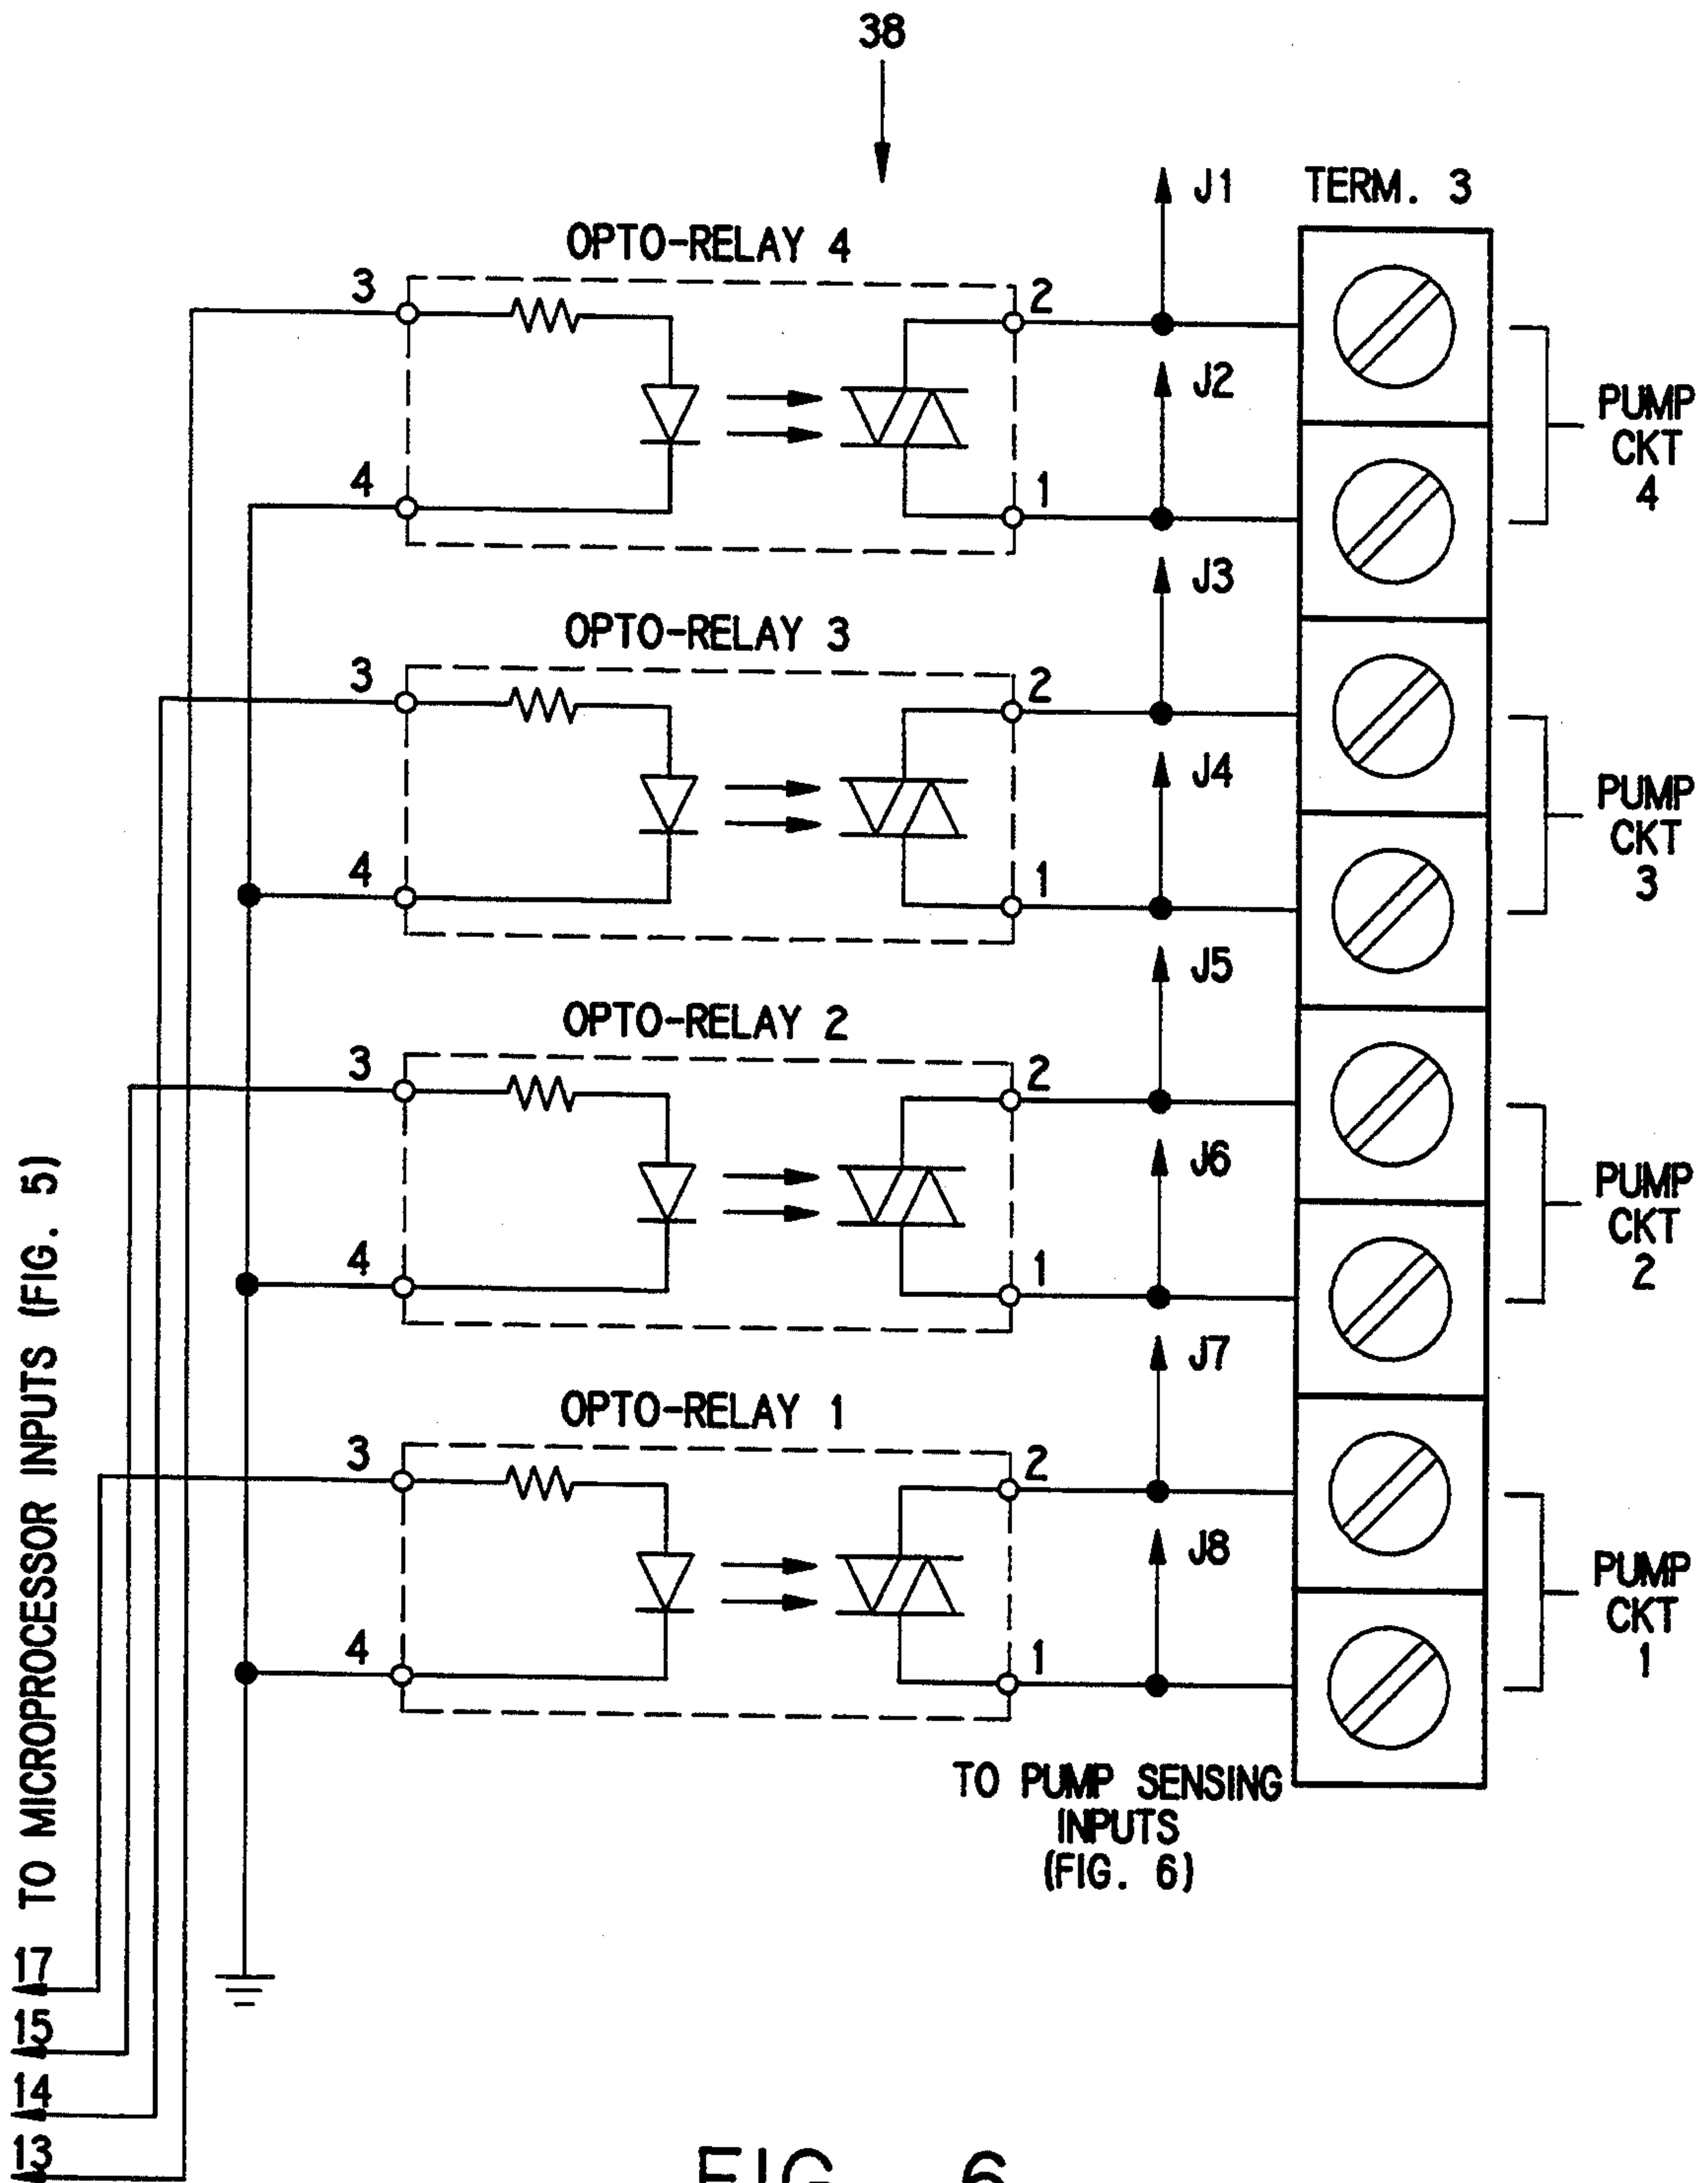 38
J1
TERM. 3
OPTO-RELAY 4
3
2
J2
PUMP
CKT
4
4
1
J3
OPTO-RELAY 3
3
2
J4
PUMP
CKT
3
4
1
J5
OPTO-RELAY 2
3
2
J6
PUMP
CKT
2
4
1
J7
OPTO-RELAY 1
3
2
J8
PUMP
CKT
1
4
1
TO PUMP SENSING
INPUTS
(FIG. 6)
TO MICROPROCESSOR INPUTS (FIG. 5)
17
15
14
13
FIG. 6